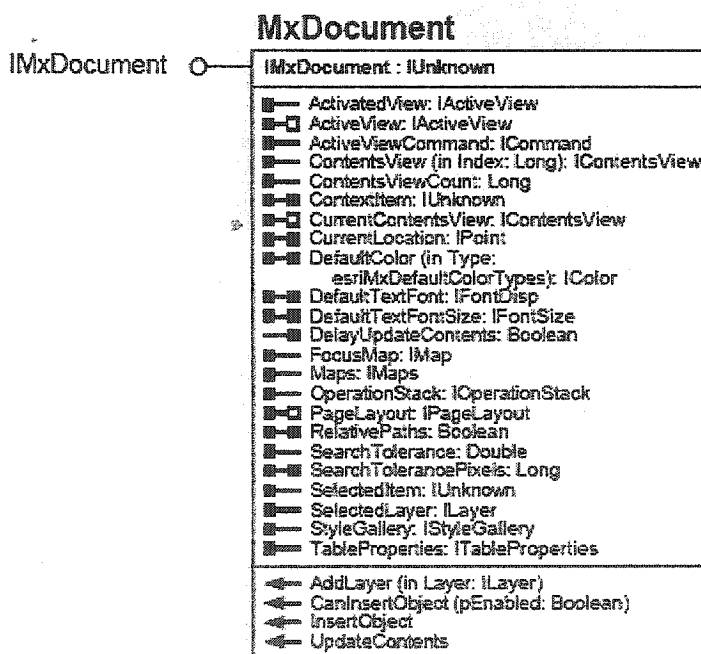 MxDocument
IMxDocument
IMxDocument : IUnknown
ActivatedView: IActiveView
ActiveView: IActiveView
ActiveViewCommand: ICommand
ContentsView (in Index: Long): IContentsView
ContentsViewCount: Long
ContextItem: IUnknown
CurrentContentsView: IContentsView
CurrentLocation: IPoint
DefaultColor (in Type:
esriMxDefaultColorTypes): IColor
DefaultTextFont: IFontDisp
DefaultTextFontSize: IFontSize
DelayUpdateContents: Boolean
FocusMap: IMap
Maps: IMaps
OperationStack: IOperationStack
PageLayout: IPageLayout
RelativePaths: Boolean
SearchTolerance: Double
SearchTolerancePixels: Long
SelectedItem: IUnknown
SelectedLayer: ILayer
StyleGallery: IStyleGallery
TableProperties: ITableProperties
AddLayer (in Layer: ILayer)
CanInsertObject (pEnabled: Boolean)
InsertObject
UpdateContents